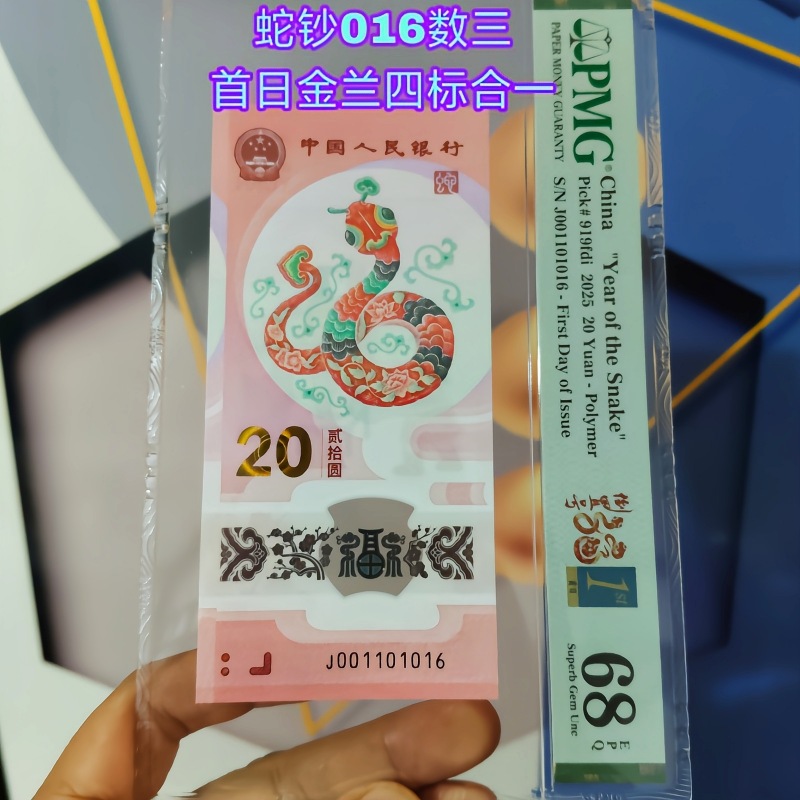 蛇钞016数三
首日金兰四标合一
中国人民银行
蛇
20
贰拾圆
J001101016
PMG
PAPER MONEY GUARANTY
China "Year of the Snake"
Pick# 919fdi 2025 20 Yuan - Polymer
S/N J001101016 - First Day of Issue
1ST
68
EPQ
Superb Gem Unc